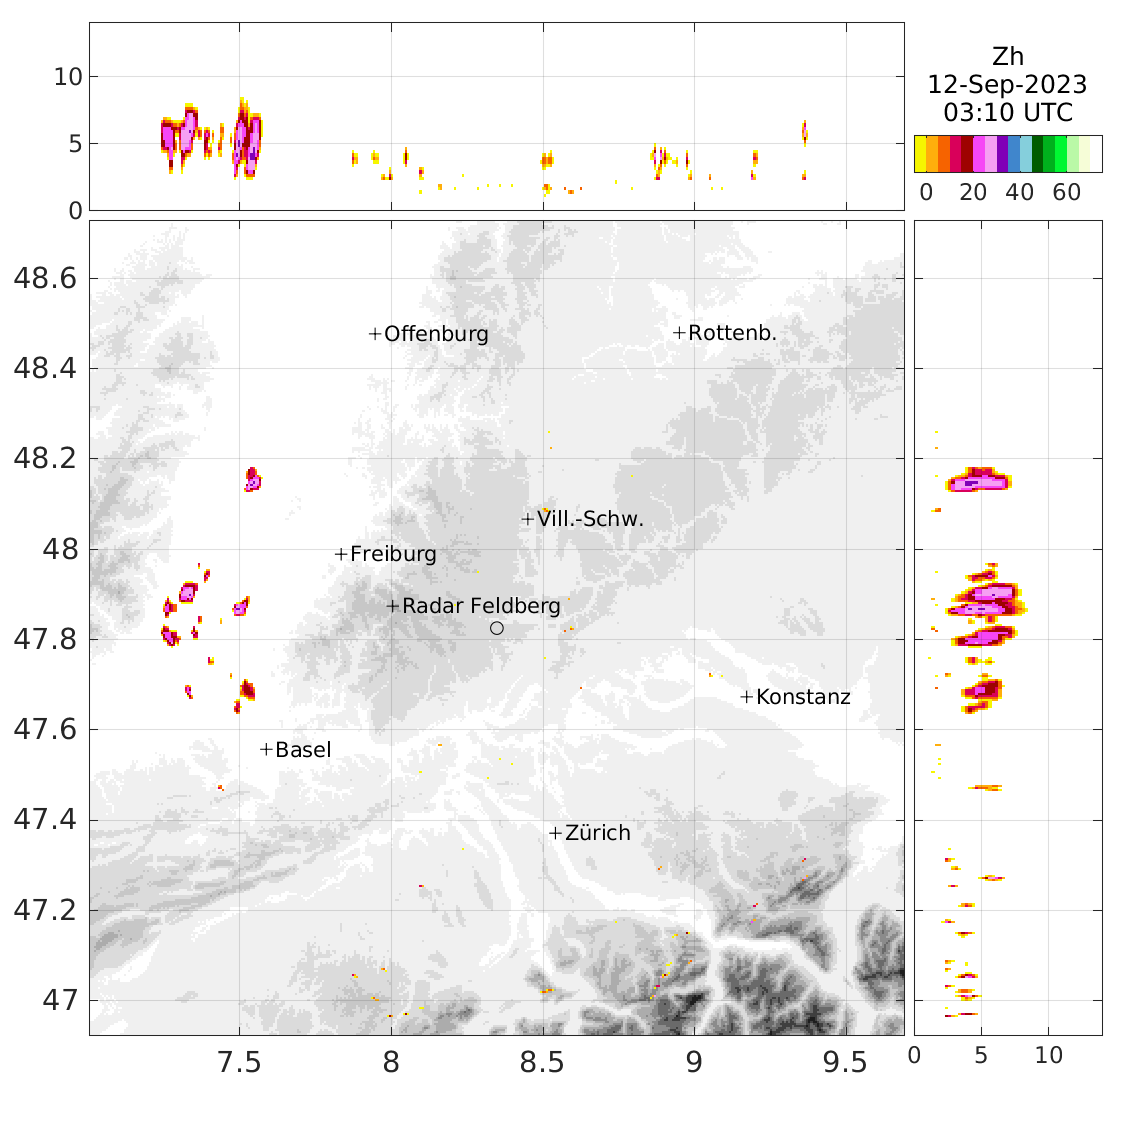 Zh
12-Sep-2023
03:10 UTC
10
5
0
0 20 40 60
48.6
48.4
48.2
48
47.8
47.6
47.4
47.2
47
+Offenburg
+Rottenb.
+Vill.-Schw.
+Freiburg
+Radar Feldberg
+Konstanz
+Basel
+Zürich
7.5 8 8.5 9 9.5
0 5 10